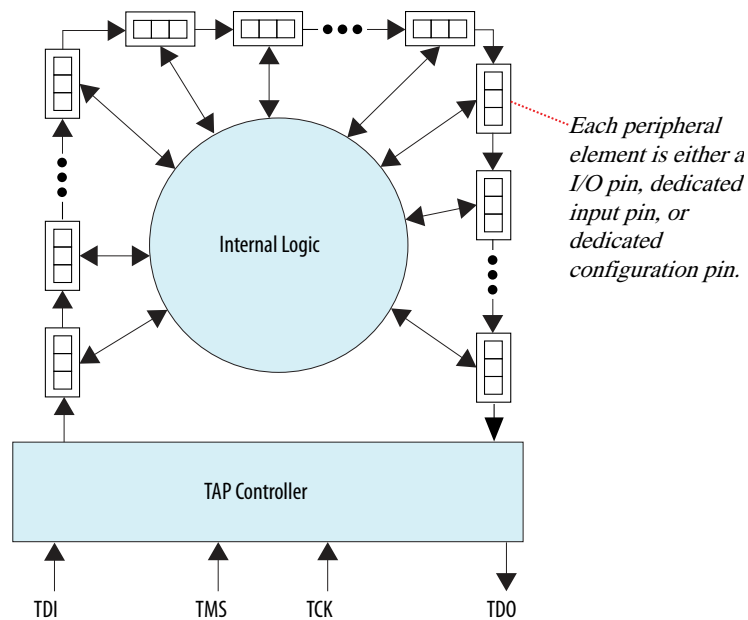 Each peripheral
element is either a
I/O pin, dedicated
input pin, or
dedicated
configuration pin.
Internal Logic
TAP Controller
TDI
TMS
TCK
TDO